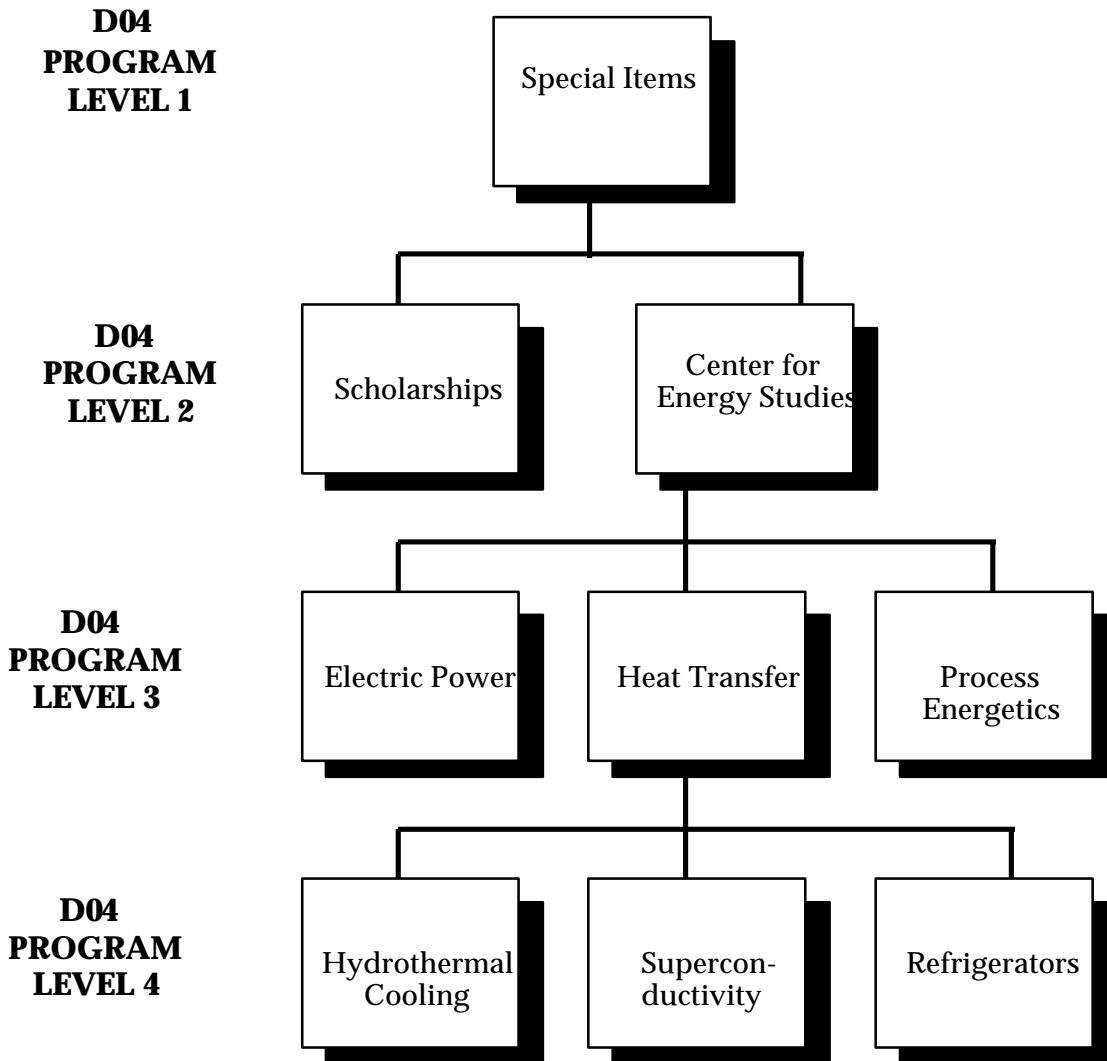 D04
PROGRAM
LEVEL 1
Special Items
D04
PROGRAM
LEVEL 2
Scholarships
Center for
Energy Studies
D04
PROGRAM
LEVEL 3
Electric Power
Heat Transfer
Process
Energetics
D04
PROGRAM
LEVEL 4
Hydrothermal
Cooling
Supercon-
ductivity
Refrigerators